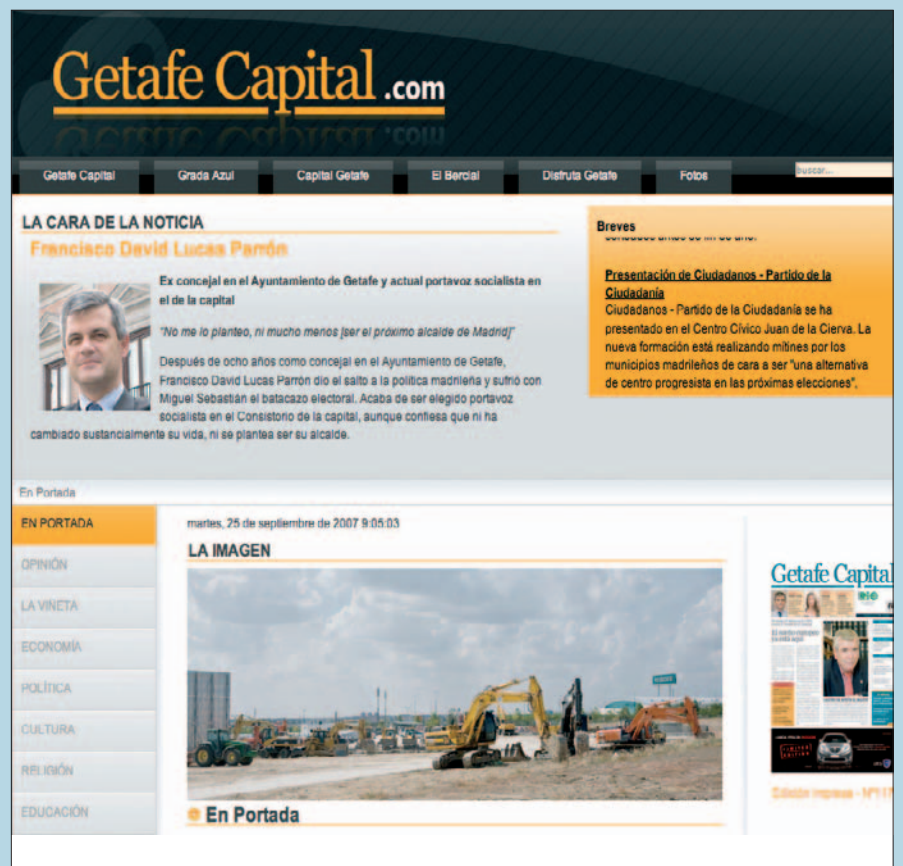 Getafe Capital .com
Getafe Capital
Grada Azul
Capital Getafe
El Bercial
Disfruta Getafe
Fotos
buscar...
LA CARA DE LA NOTICIA
Francisco David Lucas Parrón
Ex concejal en el Ayuntamiento de Getafe y actual portavoz socialista en
el de la capital
"No me lo planteo, ni mucho menos [ser el próximo alcalde de Madrid]"
Después de ocho años como concejal en el Ayuntamiento de Getafe,
Francisco David Lucas Parrón dio el salto a la política madrileña y sufrió con
Miguel Sebastián el batacazo electoral. Acaba de ser elegido portavoz
socialista en el Consistorio de la capital, aunque confiesa que ni ha
cambiado sustancialmente su vida, ni se plantea ser su alcalde.
Breves
Presentación de Ciudadanos - Partido de la
Ciudadanía
Ciudadanos - Partido de la Ciudadanía se ha
presentado en el Centro Cívico Juan de la Cierva. La
nueva formación está realizando mítines por los
municipios madrileños de cara a ser "una alternativa
de centro progresista en las próximas elecciones".
En Portada
EN PORTADA
OPINIÓN
LA VIÑETA
ECONOMÍA
POLÍTICA
CULTURA
RELIGIÓN
EDUCACIÓN
martes, 25 de septiembre de 2007 9:05:03
LA IMAGEN
En Portada
Getafe Capital
El sueño europeo
ya está aquí
Edición impresa - Nº